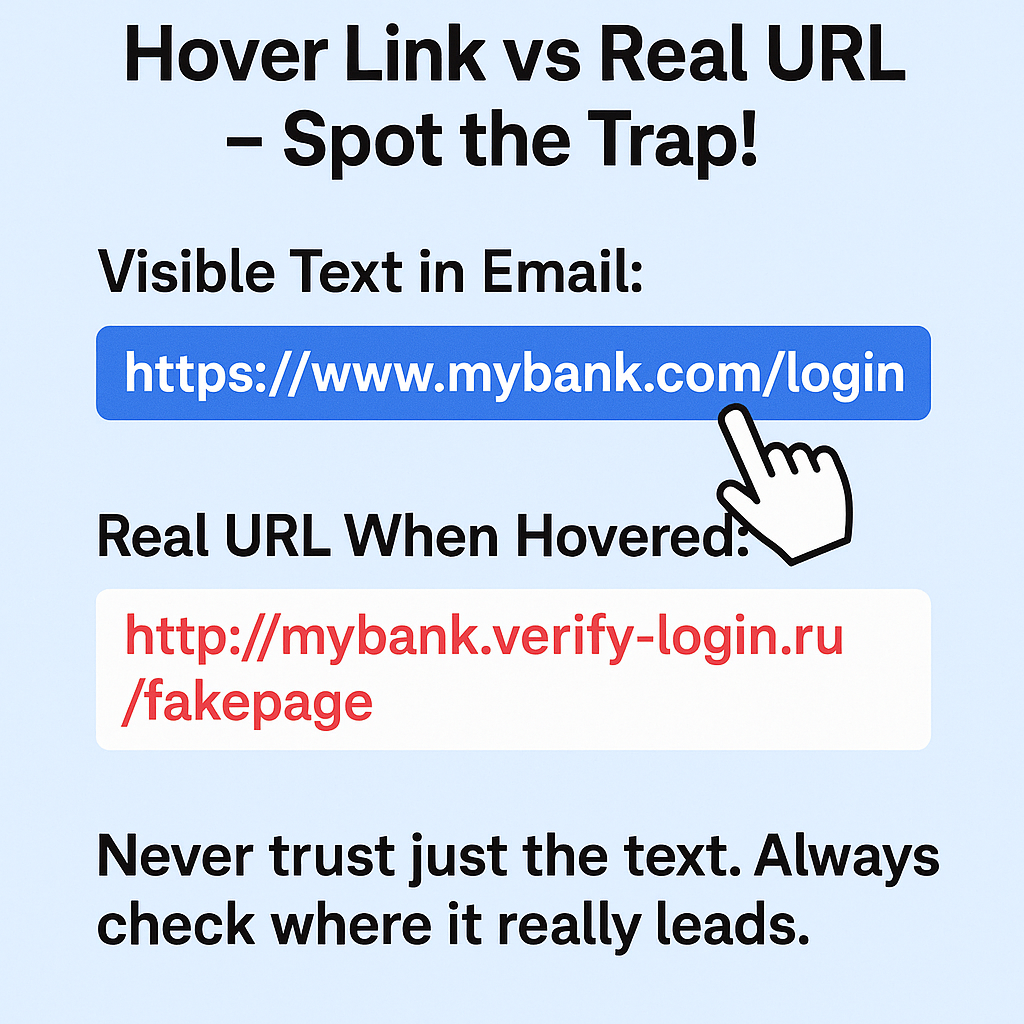 Hover Link vs Real URL
– Spot the Trap!
Visible Text in Email:
https://www.mybank.com/login
Real URL When Hovered:
http://mybank.verify-login.ru
/fakepage
Never trust just the text. Always
check where it really leads.